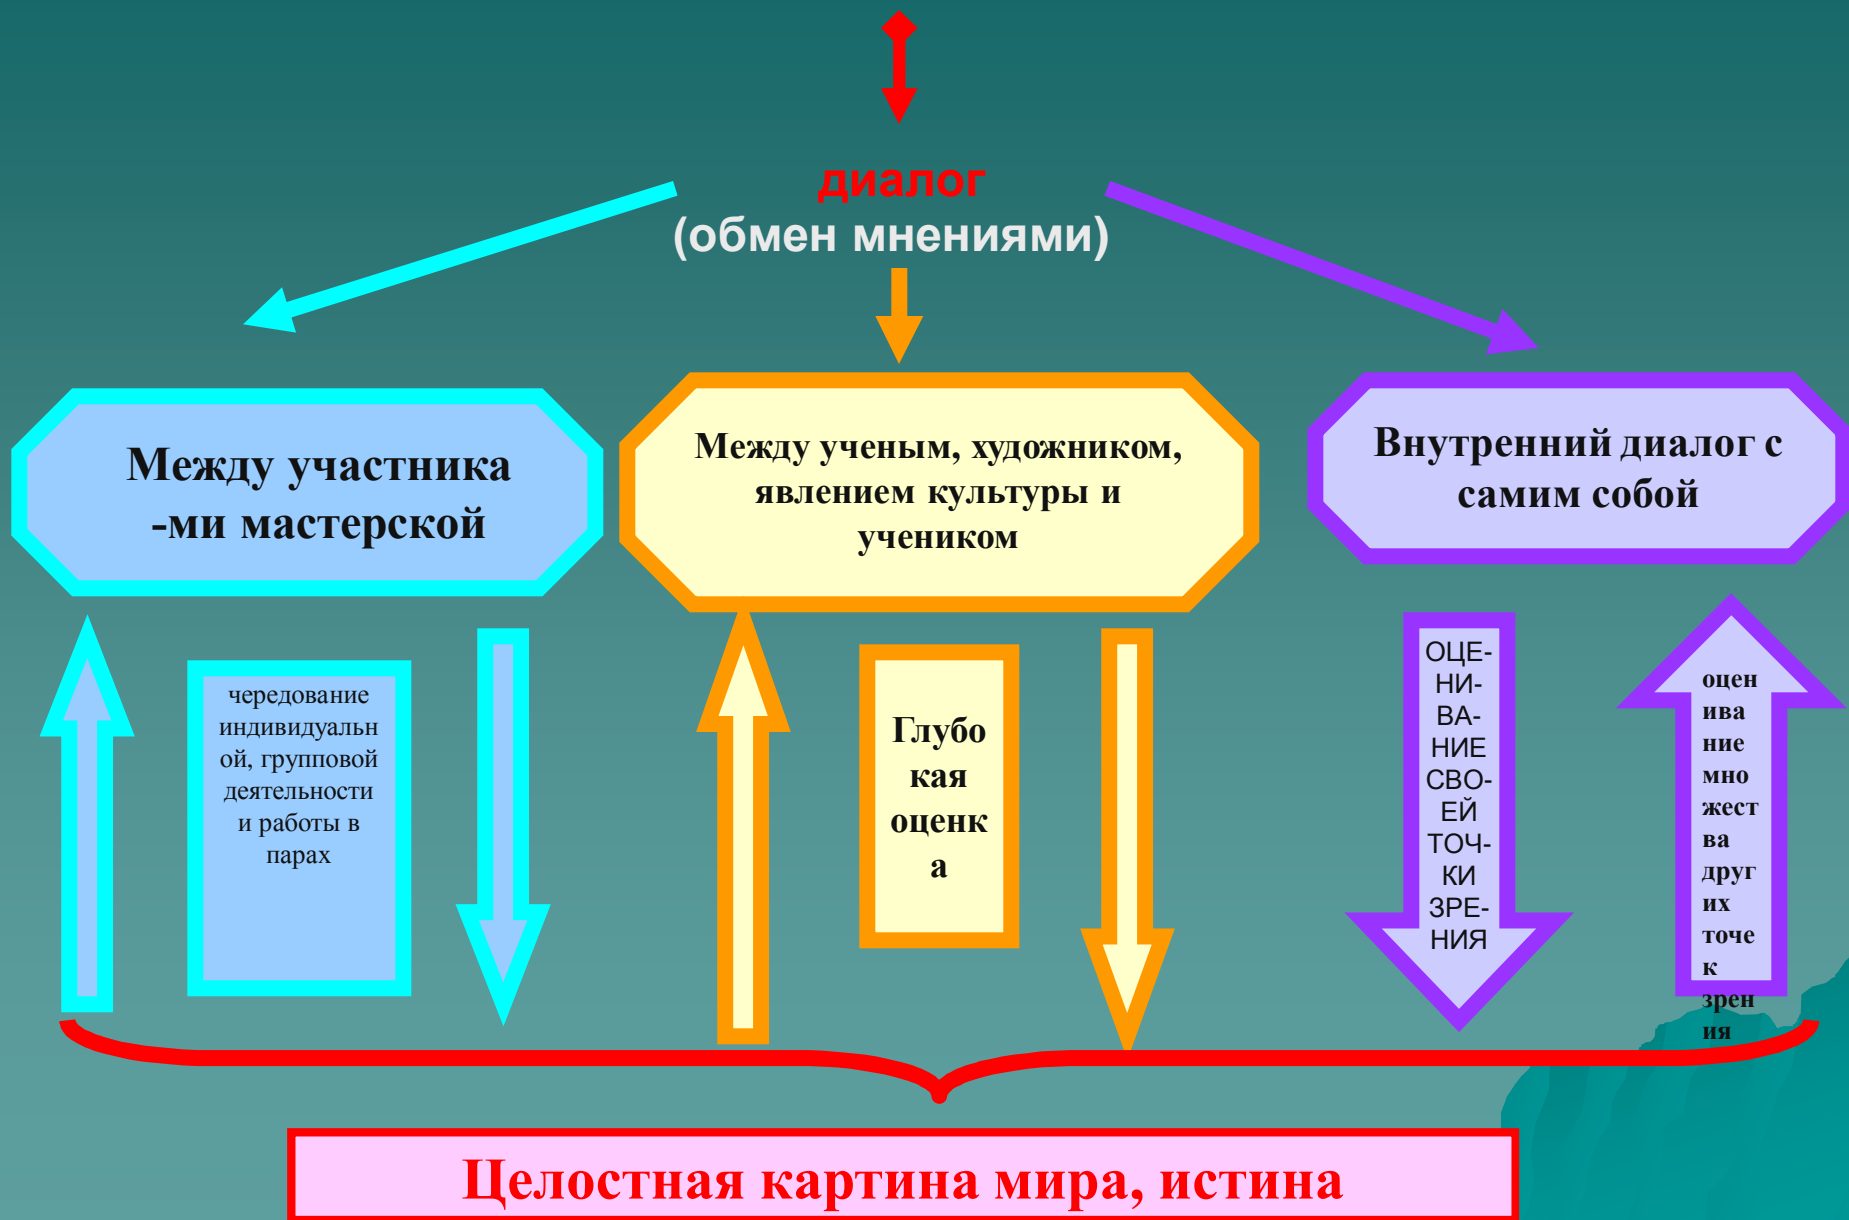 диалог
(обмен мнениями)
Между участника
-ми мастерской
Между ученым, художником,
явлением культуры и
учеником
Внутренний диалог с
самим собой
чередование
индивидуальн
ой, групповой
деятельности
и работы в
парах
Глубо
кая
оценк
а
ОЦЕ-
НИ-
ВА-
НИЕ
СВО-
ЕЙ
ТОЧ-
КИ
ЗРЕ-
НИЯ
оцен
ива
ние
мно
жест
ва
друг
их
точе
к
зрен
ия
Целостная картина мира, истина